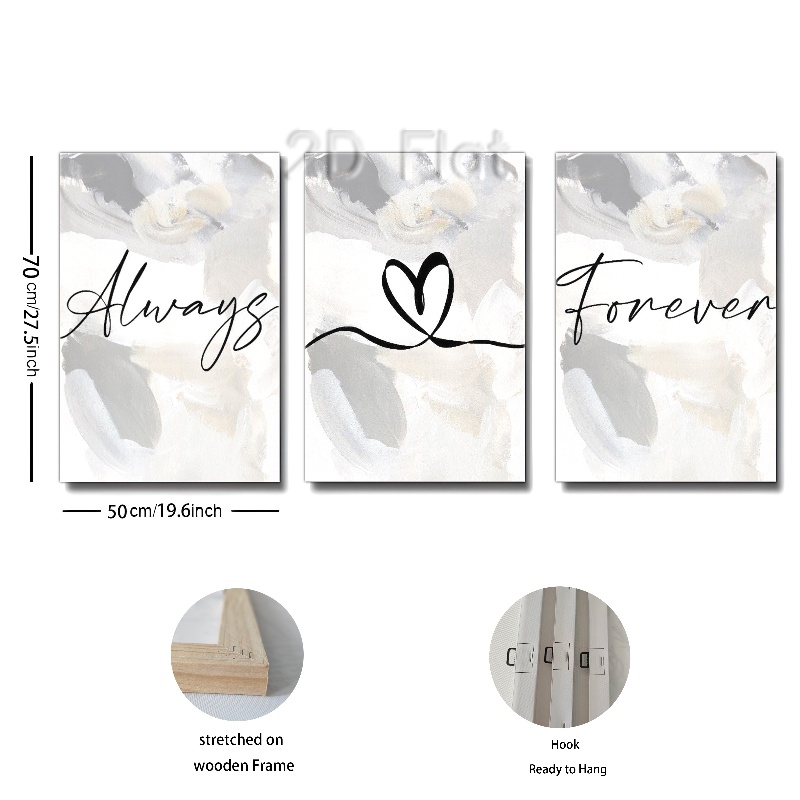 2D Flat
Always
Forever
70 cm/27.5inch
50cm/19.6inch
stretched on
wooden Frame
Hook
Ready to Hang